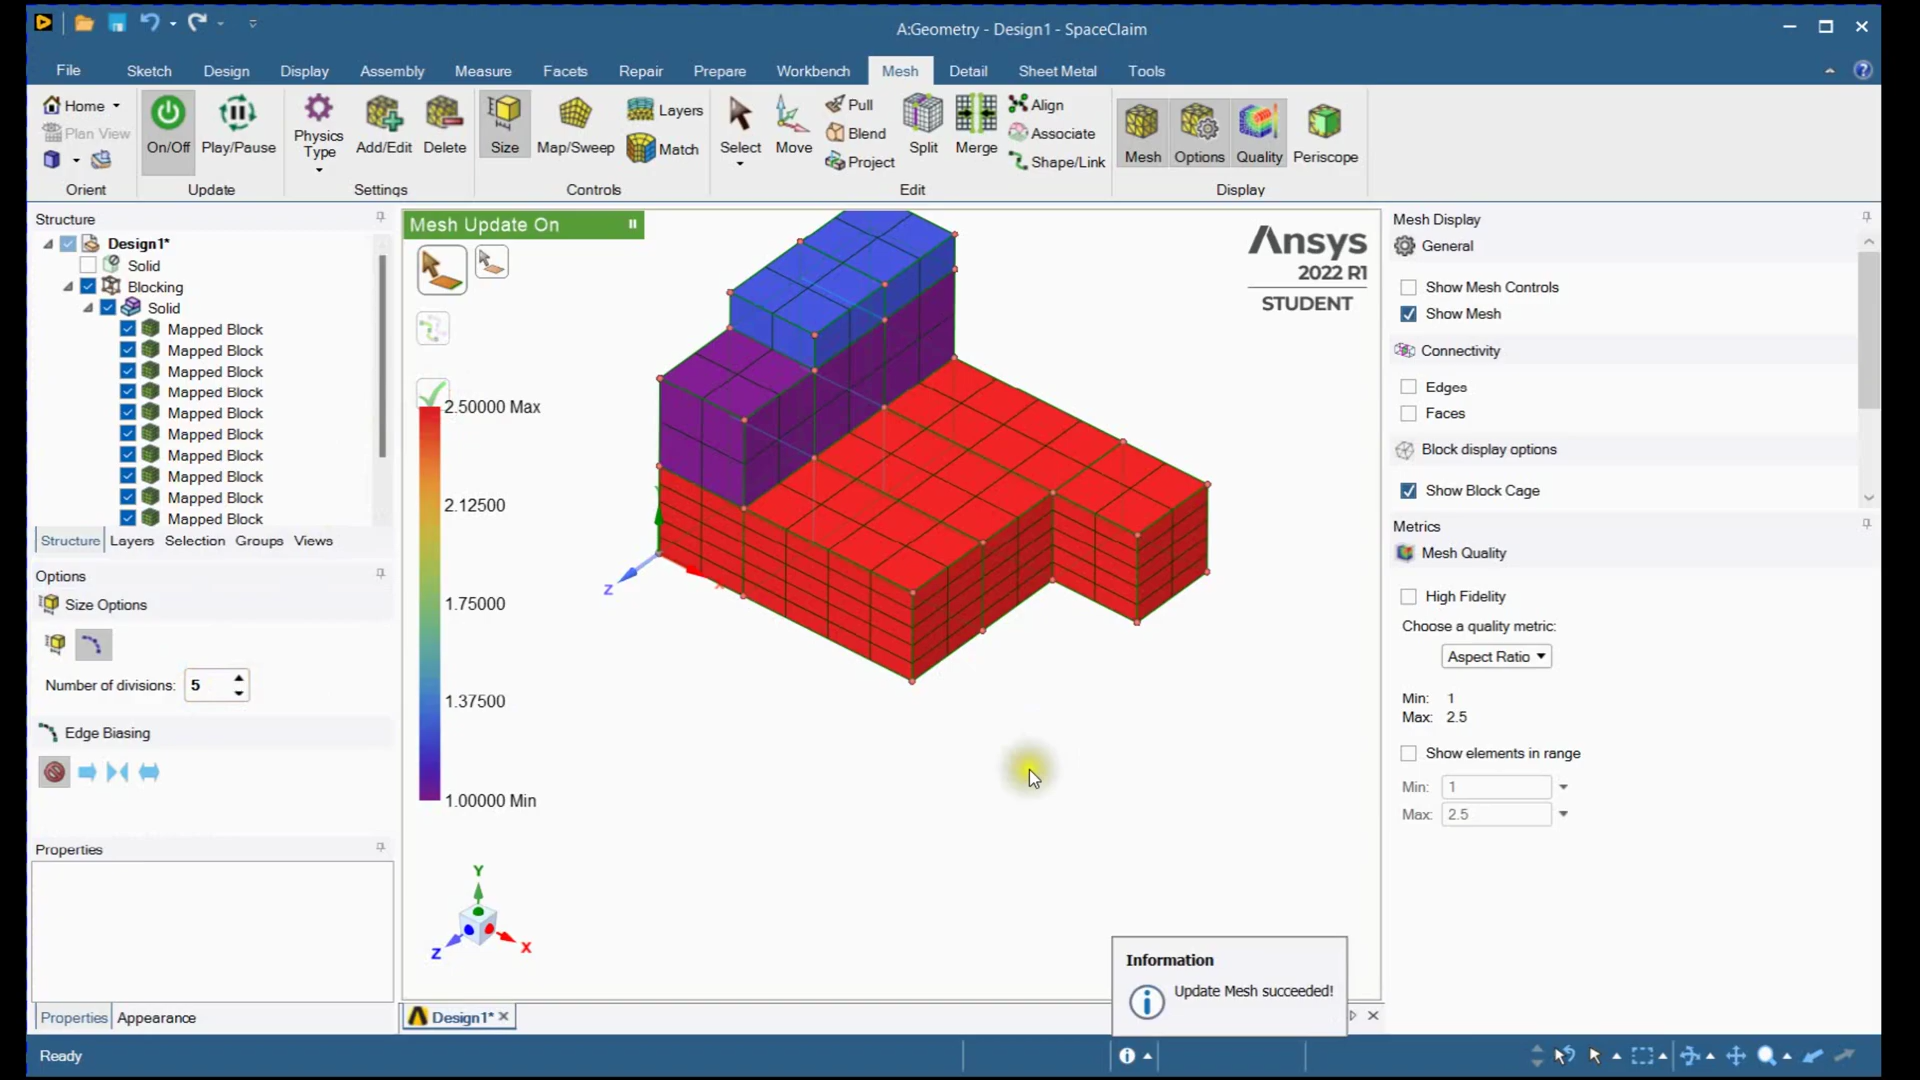 A:Geometry - Design1 - SpaceClaim
File Sketch Design Display Assembly Measure Facets Repair Prepare Workbench Mesh Detail Sheet Metal Tools
Home
Plan View
Orient
On/Off
Play/Pause
Update
Physics Type
Add/Edit
Delete
Settings
Size
Map/Sweep
Layers
Match
Controls
Select
Move
Pull
Blend
Project
Split
Merge
Align
Associate
Shape/Link
Edit
Mesh
Options
Quality
Periscope
Display
Structure
Design1*
Solid
Blocking
Solid
Mapped Block
Mapped Block
Mapped Block
Mapped Block
Mapped Block
Mapped Block
Mapped Block
Mapped Block
Mapped Block
Mapped Block
Structure Layers Selection Groups Views
Options
Size Options
Number of divisions: 5
Edge Biasing
Properties
Properties Appearance
Mesh Update On
Ansys
2022 R1
STUDENT
2.50000 Max
2.12500
1.75000
1.37500
1.00000 Min
Z
Y
Z
X
Design1*
Information
Update Mesh succeeded!
Mesh Display
General
Show Mesh Controls
Show Mesh
Connectivity
Edges
Faces
Block display options
Show Block Cage
Metrics
Mesh Quality
High Fidelity
Choose a quality metric:
Aspect Ratio
Min: 1
Max: 2.5
Show elements in range
Min: 1
Max: 2.5
Ready